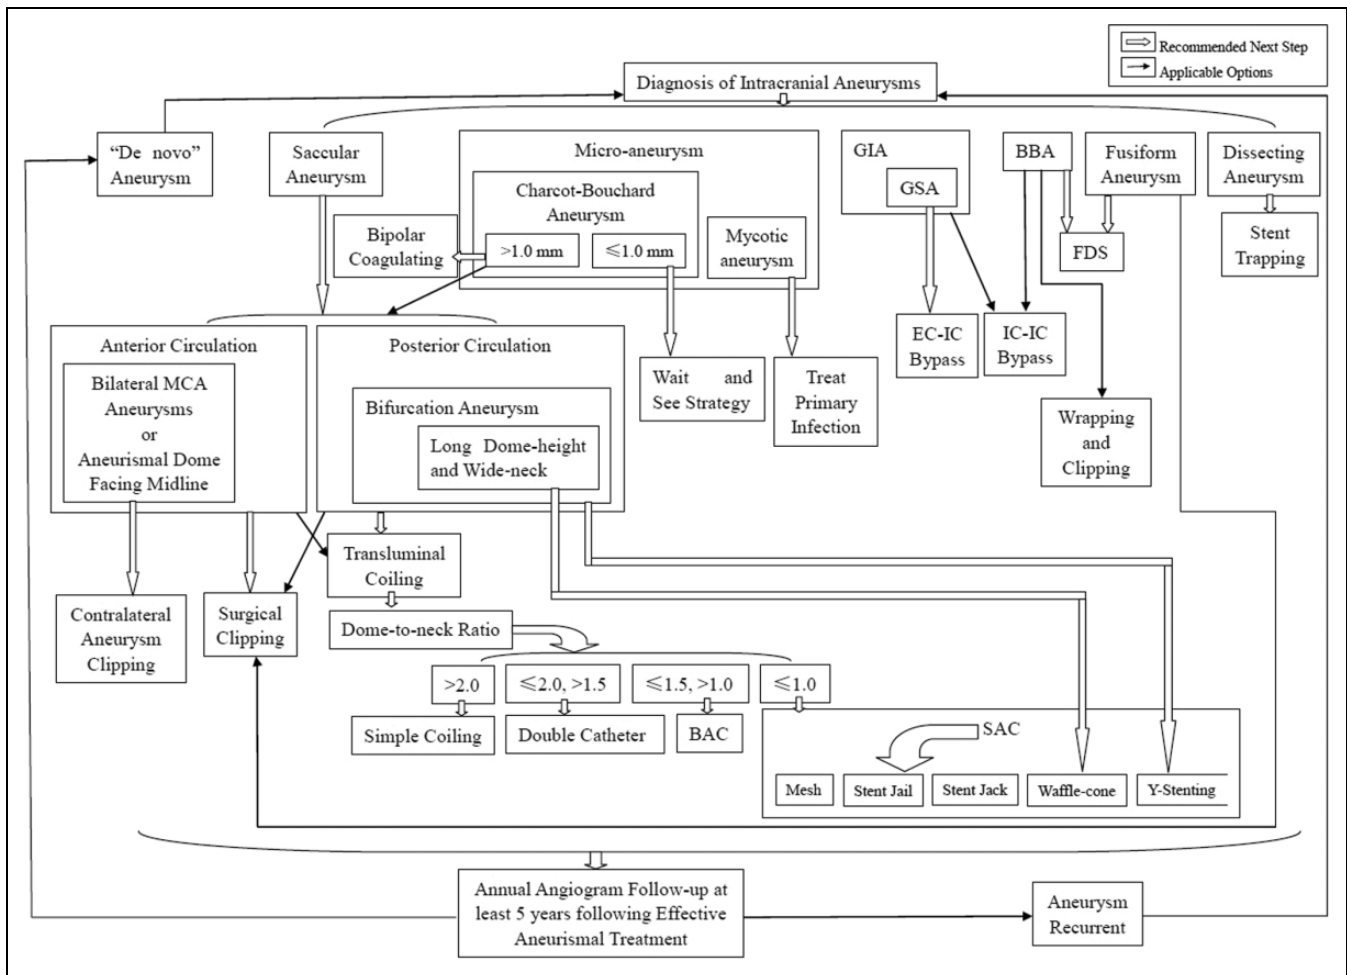 Recommended Next Step
Applicable Options
Diagnosis of Intracranial Aneurysms
“De novo”
Aneurysm
Saccular
Aneurysm
Micro-aneurysm
Charcot-Bouchard
Aneurysm
>1.0 mm
≤1.0 mm
Mycotic
aneurysm
Bipolar
Coagulating
GIA
GSA
BBA
Fusiform
Aneurysm
Dissecting
Aneurysm
FDS
Stent
Trapping
EC-IC
Bypass
IC-IC
Bypass
Anterior Circulation
Bilateral MCA
Aneurysms
or
Aneurismal Dome
Facing Midline
Posterior Circulation
Bifurcation Aneurysm
Long Dome-height
and Wide-neck
Wait and
See Strategy
Treat
Primary
Infection
Wrapping
and
Clipping
Contralateral
Aneurysm
Clipping
Surgical
Clipping
Transluminal
Coiling
Dome-to-neck Ratio
>2.0
≤2.0, >1.5
≤1.5, >1.0
≤1.0
Simple Coiling
Double Catheter
BAC
SAC
Mesh
Stent Jail
Stent Jack
Waffle-cone
Y-Stenting
Annual Angiogram Follow-up at
least 5 years following Effective
Aneurismal Treatment
Aneurysm
Recurrent